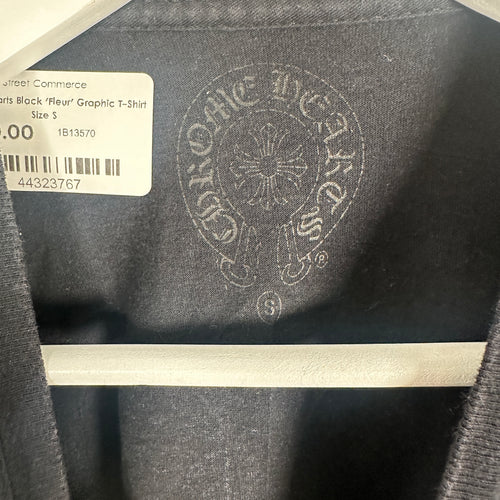 Street Commerce
arts Black 'Fleur' Graphic T-Shirt
Size S
.00 1B13570
44323767
CHROME HEARTS
®
S